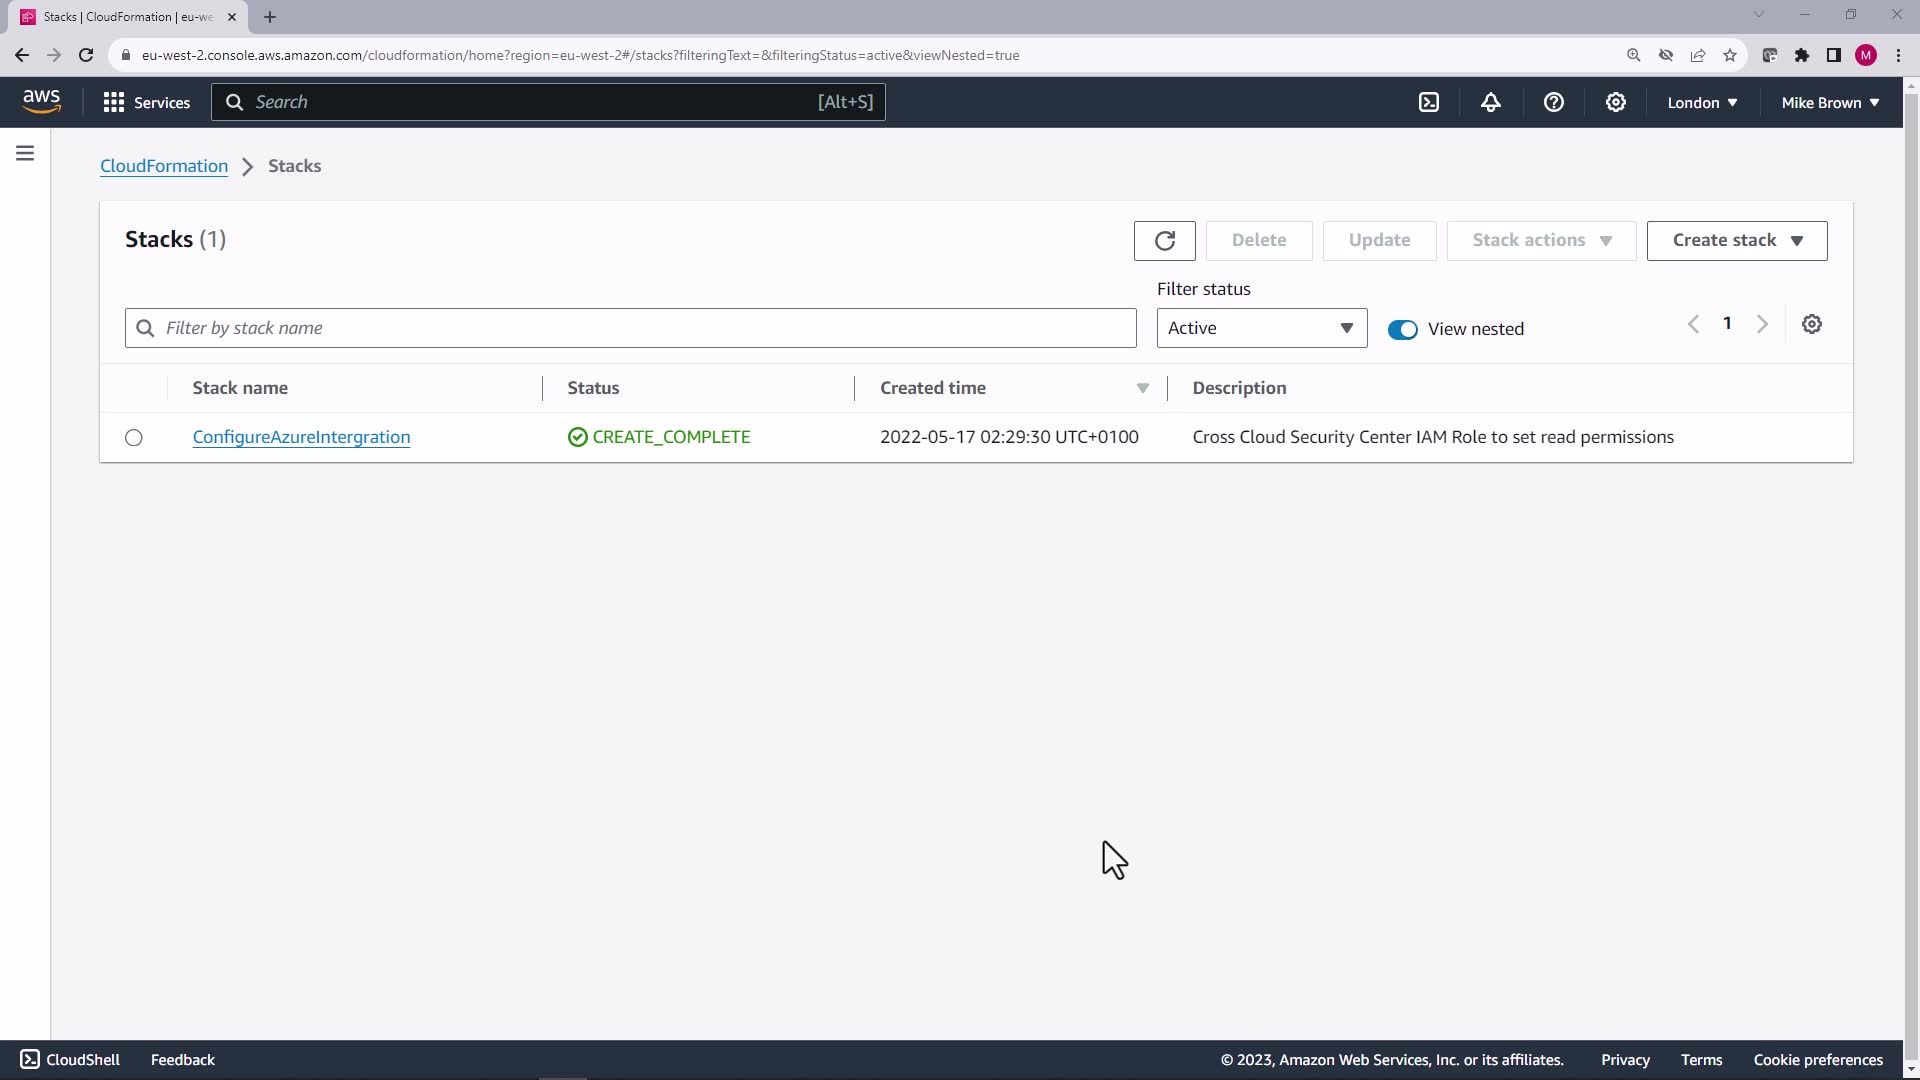 Stacks | CloudFormation | eu-we
eu-west-2.console.aws.amazon.com/cloudformation/home?region=eu-west-2#/stacks?filteringText=&filteringStatus=active&viewNested=true
M
aws
Services
Search
[Alt+S]
London
Mike Brown
CloudFormation
Stacks
Stacks (1)
Delete
Update
Stack actions
Create stack
Filter status
Filter by stack name
Active
View nested
1
Stack name
Status
Created time
Description
ConfigureAzureIntergration
CREATE_COMPLETE
2022-05-17 02:29:30 UTC+0100
Cross Cloud Security Center IAM Role to set read permissions
CloudShell
Feedback
© 2023, Amazon Web Services, Inc. or its affiliates.
Privacy
Terms
Cookie preferences